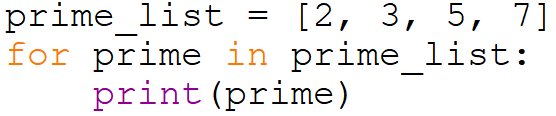 prime_list = [2, 3, 5, 7]
for prime in prime_list:
    print(prime)